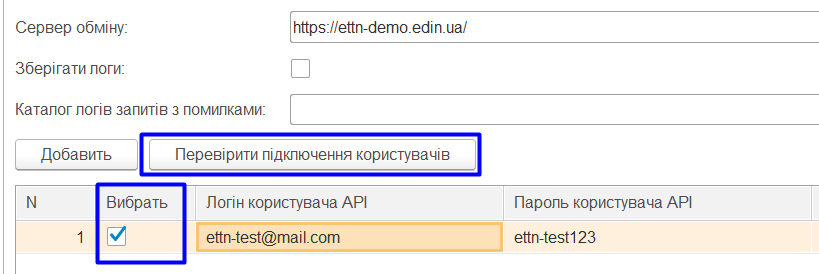 Сервер обміну: https://ettn-demo.edin.ua/
Зберігати логи:
Каталог логів запитів з помилками:
Добавить Перевірити підключення користувачів
N Вибрать Логін користувача API Пароль користувача API
1 ettn-test@mail.com ettn-test123